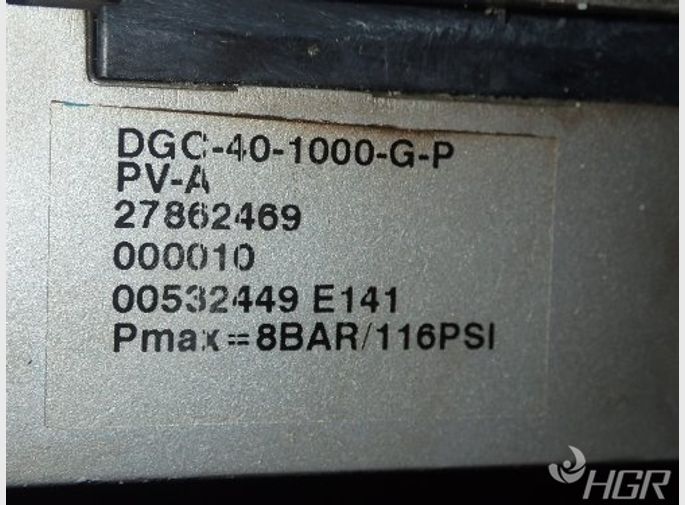 DGC-40-1000-G-P
PV-A
27862469
000010
00532449 E141
Pmax=8BAR/116PSI
HGR